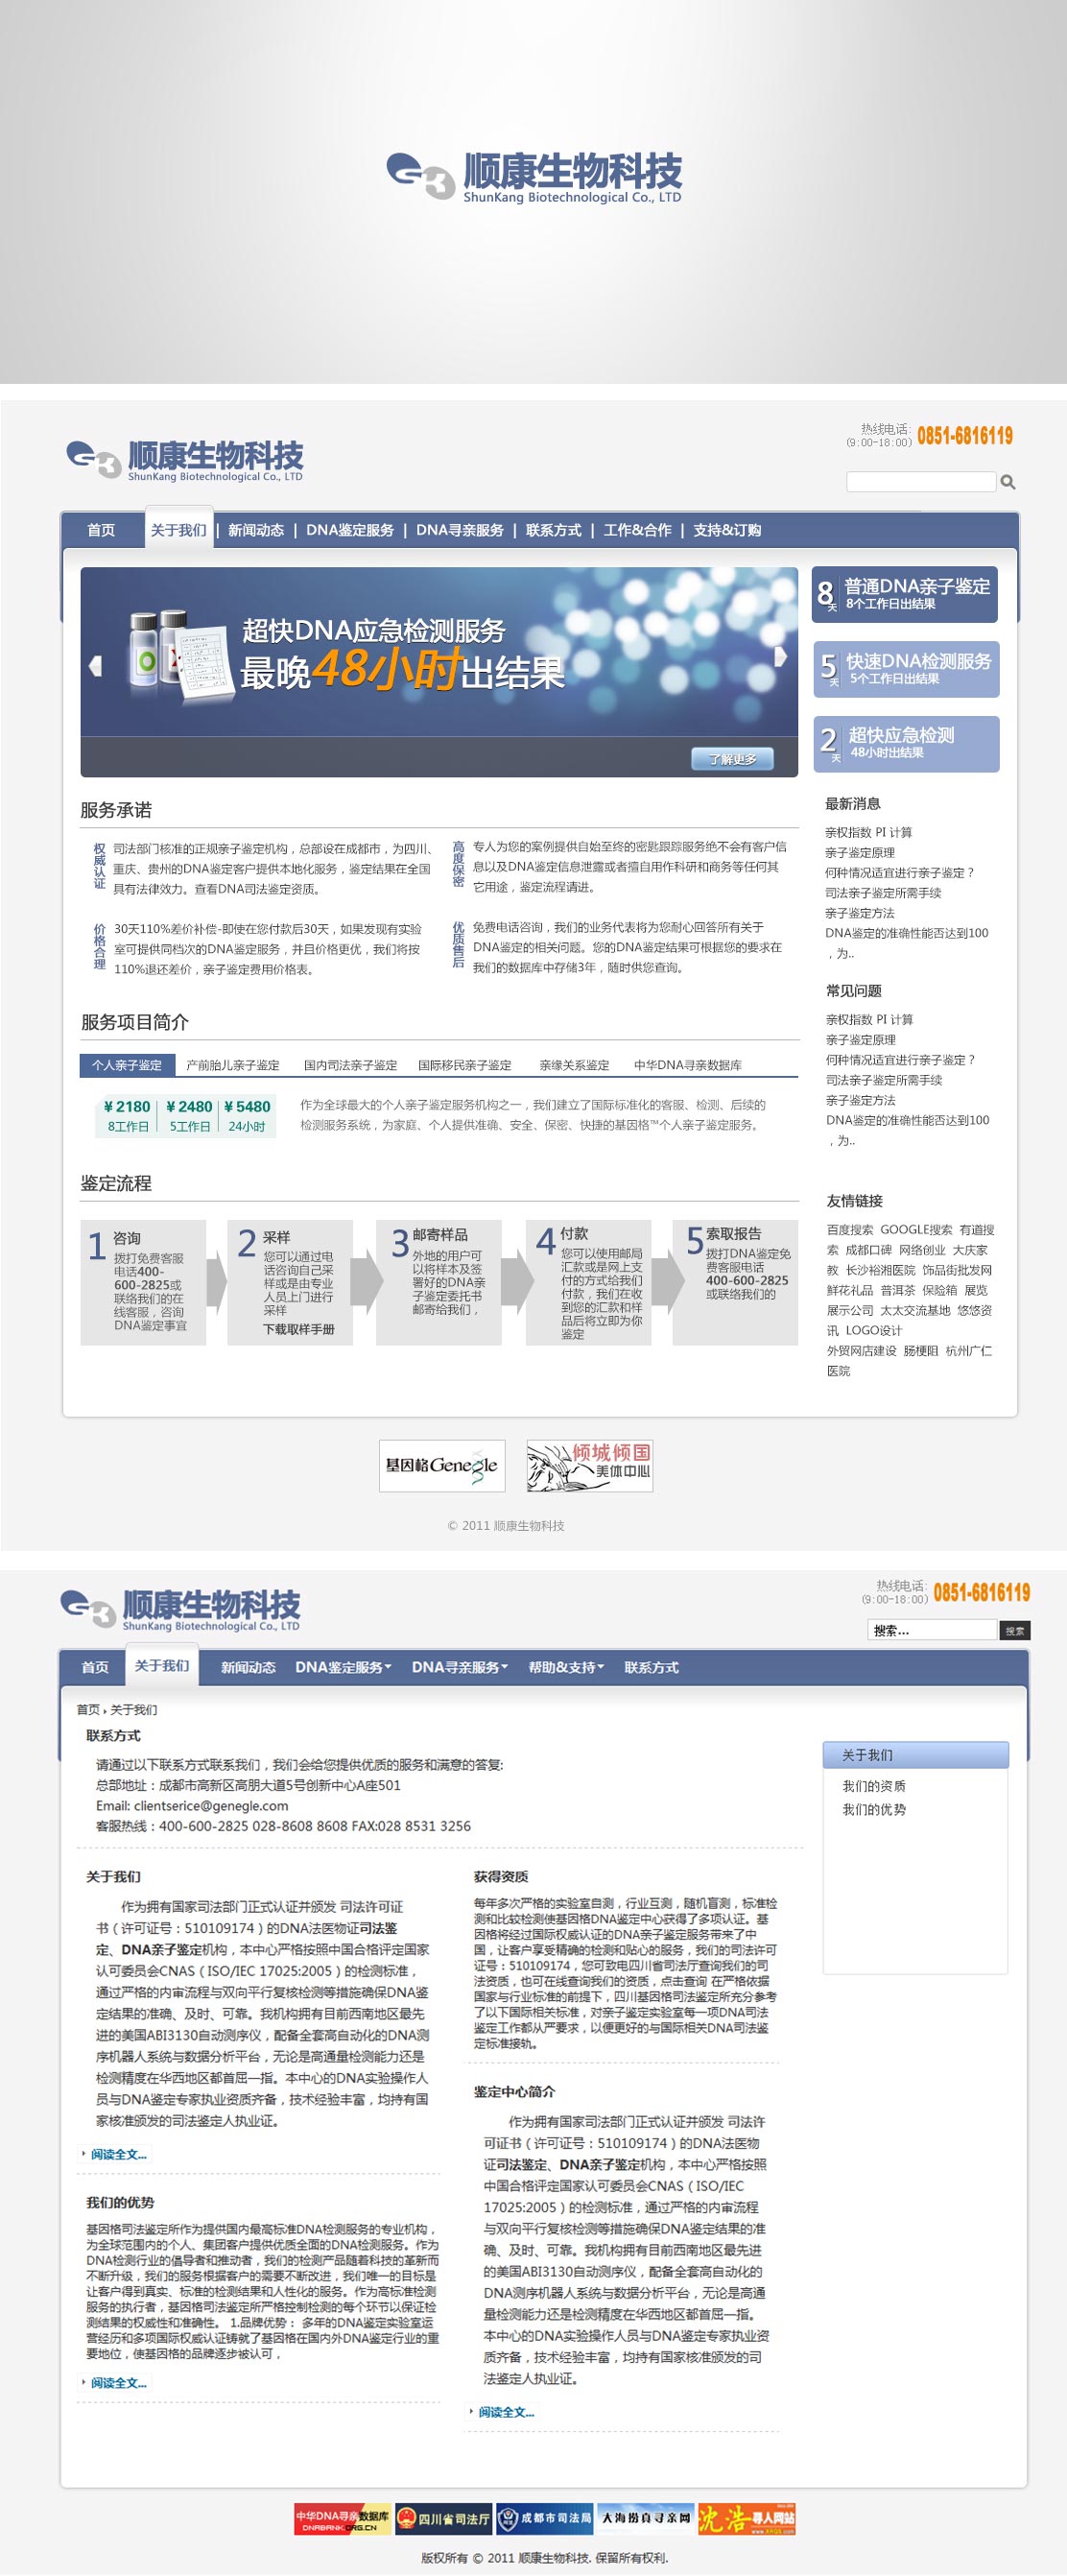 顺康生物科技
ShunKang Biotechnological Co., LTD
顺康生物科技
ShunKang Biotechnological Co., LTD
热线电话:
(9:00-18:00)
0851-6816119
首页
关于我们
新闻动态
DNA鉴定服务
DNA寻亲服务
联系方式
工作&合作
支持&订购
超快DNA应急检测服务
最晚48小时出结果
了解更多
8天
普通DNA亲子鉴定
8个工作日出结果
5天
快速DNA检测服务
5个工作日出结果
2天
超快应急检测
48小时出结果
服务承诺
权威认证
司法部门核准的正规亲子鉴定机构，总部设在成都市，为四川、
重庆、贵州的DNA鉴定客户提供本地化服务，鉴定结果在全国
具有法律效力。查看DNA司法鉴定资质。
高度保密
专人为您的案例提供自始至终的密匙跟踪服务绝不会有客户信
息以及DNA鉴定信息泄露或者擅自用作科研和商务等任何其
它用途，鉴定流程请进。
价格合理
30天110%差价补偿-即使在您付款后30天，如果发现有实验
室可提供同档次的DNA鉴定服务，并且价格更优，我们将按
110%退还差价，亲子鉴定费用价格表。
优质售后
免费电话咨询，我们的业务代表将为您耐心回答所有关于
DNA鉴定的相关问题。您的DNA鉴定结果可根据您的要求在
我们的数据库中存储3年，随时供您查询。
服务项目简介
个人亲子鉴定
产前胎儿亲子鉴定
国内司法亲子鉴定
国际移民亲子鉴定
亲缘关系鉴定
中华DNA寻亲数据库
¥ 2180
8工作日
¥ 2480
5工作日
¥ 5480
24小时
作为全球最大的个人亲子鉴定服务机构之一，我们建立了国际标准化的客服、检测、后续的
检测服务系统，为家庭、个人提供准确、安全、保密、快捷的基因格™个人亲子鉴定服务。
鉴定流程
1 咨询
拨打免费客服
电话400-
600-2825或
联络我们的在
线客服，咨询
DNA鉴定事宜
2 采样
您可以通过电
话咨询自己采
样或是由专业
人员上门进行
采样
下载取样手册
3 邮寄样品
外地的用户可
以将样本及签
署好的DNA亲
子鉴定委托书
邮寄给我们，
4 付款
您可以使用邮局
汇款或是网上支
付的方式给我们
付款，我们在收
到您的汇款和样
品后将立即为你
鉴定
5 索取报告
拨打DNA鉴定免
费客服电话
400-600-2825
或联络我们的
最新消息
亲权指数 PI 计算
亲子鉴定原理
何种情况适宜进行亲子鉴定？
司法亲子鉴定所需手续
亲子鉴定方法
DNA鉴定的准确性能否达到100
，为..
常见问题
亲权指数 PI 计算
亲子鉴定原理
何种情况适宜进行亲子鉴定？
司法亲子鉴定所需手续
亲子鉴定方法
DNA鉴定的准确性能否达到100
，为..
友情链接
百度搜索 GOOGLE搜索 有道搜
索 成都口碑 网络创业 大庆家
教 长沙裕湘医院 饰品街批发网
鲜花礼品 普洱茶 保险箱 展览
展示公司 太太交流基地 悠悠资
讯 LOGO设计
外贸网店建设 肠梗阻 杭州广仁
医院
基因格Genegle
倾城倾国
美体中心
© 2011 顺康生物科技
顺康生物科技
ShunKang Biotechnological Co., LTD
热线电话:
(9:00-18:00)
0851-6816119
搜索...
搜索
首页
关于我们
新闻动态
DNA鉴定服务
DNA寻亲服务
帮助&支持
联系方式
首页 › 关于我们
联系方式
请通过以下联系方式联系我们，我们会给您提供优质的服务和满意的答复:
总部地址：成都市高新区高朋大道5号创新中心A座501
Email: clientserice@genegle.com
客服热线：400-600-2825 028-8608 8608 FAX:028 8531 3256
关于我们
我们的资质
我们的优势
关于我们
作为拥有国家司法部门正式认证并颁发 司法许可证
书（许可证号：510109174）的DNA法医物证司法鉴
定、DNA亲子鉴定机构，本中心严格按照中国合格评定国家
认可委员会CNAS（ISO/IEC 17025:2005）的检测标准，
通过严格的内审流程与双向平行复核检测等措施确保DNA鉴
定结果的准确、及时、可靠。我机构拥有目前西南地区最先
进的美国ABI3130自动测序仪，配备全套高自动化的DNA测
序机器人系统与数据分析平台，无论是高通量检测能力还是
检测精度在华西地区都首屈一指。本中心的DNA实验操作人
员与DNA鉴定专家执业资质齐备，技术经验丰富，均持有国
家核准颁发的司法鉴定人执业证。
阅读全文...
我们的优势
基因格司法鉴定所作为提供国内最高标准DNA检测服务的专业机构，
为全球范围内的个人、集团客户提供优质全面的DNA检测服务。作为
DNA检测行业的倡导者和推动者，我们的检测产品随着科技的革新而
不断升级，我们的服务根据客户的需要不断改进，我们唯一的目标是
让客户得到真实、标准的检测结果和人性化的服务。作为高标准检测
服务的执行者，基因格司法鉴定所严格控制检测的每个环节以保证检
测结果的权威性和准确性。 1.品牌优势： 多年的DNA鉴定实验室运
营经历和多项国际权威认证铸就了基因格在国内外DNA鉴定行业的重
要地位，使基因格的品牌逐步被认可，
阅读全文...
获得资质
每年多次严格的实验室自测，行业互测，随机盲测，标准检
测和比较检测使基因格DNA鉴定中心获得了多项认证。基
因格将经过国际权威认证的DNA亲子鉴定服务带来了中
国，让客户享受精确的检测和贴心的服务，我们的司法许可
证号：510109174，您可致电四川省司法厅查询我们的司
法资质，也可在线查询我们的资质，点击查询 在严格依据
国家与行业标准的前提下，四川基因格司法鉴定所充分参考
了以下国际相关标准，对亲子鉴定实验室每一项DNA司法
鉴定工作都从严要求，以便更好的与国际相关DNA司法鉴
定标准接轨。
鉴定中心简介
作为拥有国家司法部门正式认证并颁发 司法许
可证书（许可证号：510109174）的DNA法医物
证司法鉴定、DNA亲子鉴定机构，本中心严格按照
中国合格评定国家认可委员会CNAS（ISO/IEC
17025:2005）的检测标准，通过严格的内审流程
与双向平行复核检测等措施确保DNA鉴定结果的准
确、及时、可靠。我机构拥有目前西南地区最先进
的美国ABI3130自动测序仪，配备全套高自动化的
DNA测序机器人系统与数据分析平台，无论是高通
量检测能力还是检测精度在华西地区都首屈一指。
本中心的DNA实验操作人员与DNA鉴定专家执业资
质齐备，技术经验丰富，均持有国家核准颁发的司
法鉴定人执业证。
阅读全文...
中华DNA寻亲数据库
DNABANK.ORG.CN
四川省司法厅
成都市司法局
大海捞真寻亲网
沈浩寻人网站
版权所有 © 2011 顺康生物科技. 保留所有权利.